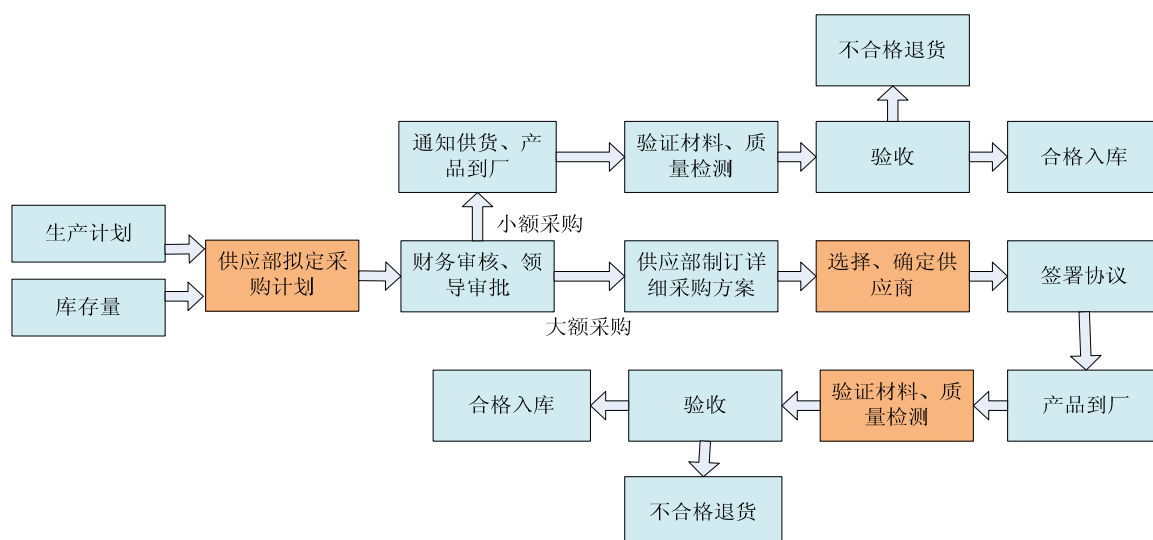 不合格退货
通知供货、产
品到厂
验证材料、质
量检测
验收
合格入库
小额采购
生产计划
库存量
供应部拟定采
购计划
财务审核、领
导审批
供应部制订详
细采购方案
选择、确定供
应商
签署协议
大额采购
合格入库
验收
验证材料、质
量检测
产品到厂
不合格退货